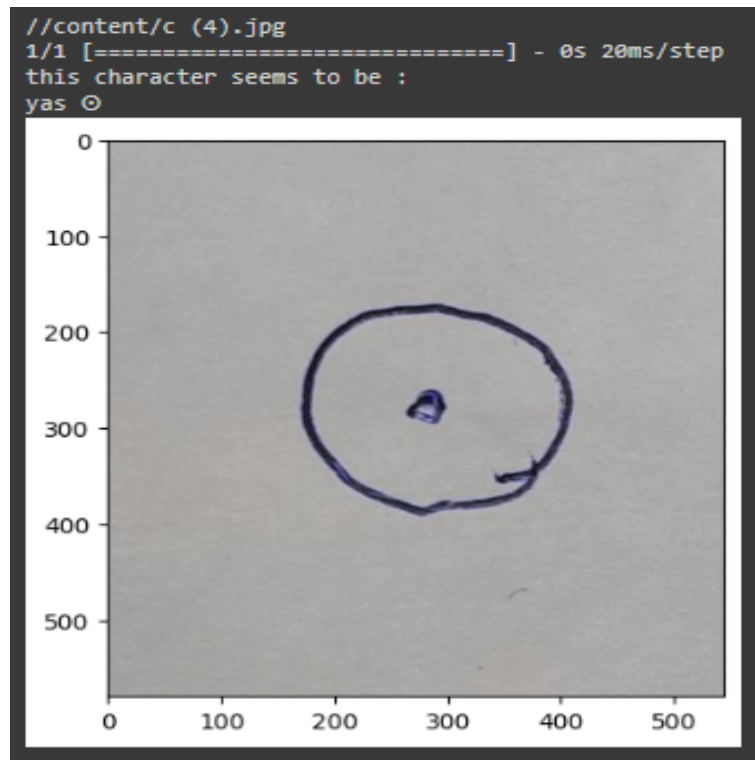 //content/c (4).jpg
1/1 [==============================] - 0s 20ms/step
this character seems to be :
yas ⵙ
0
100
200
300
400
500
0 100 200 300 400 500